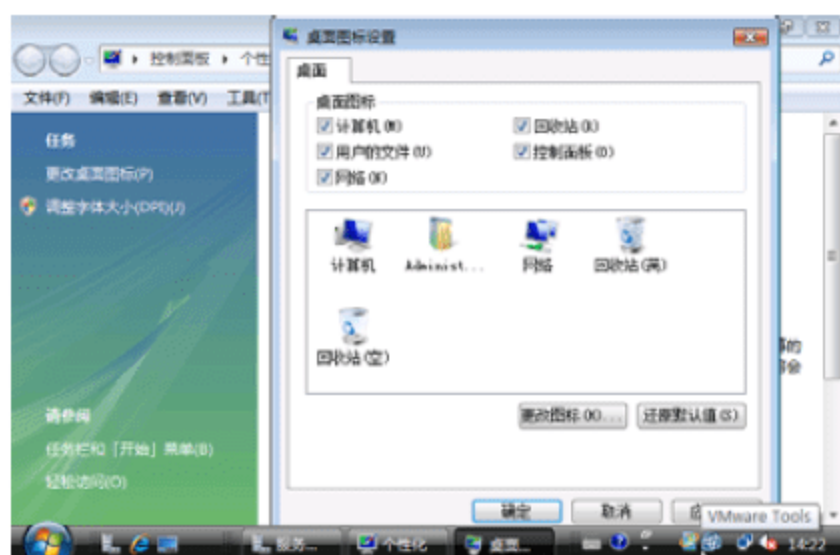 桌面图标设置
控制面板
桌面
文件(F) 编辑(E) 查看(V)
桌面图标
计算机(M) 回收站(R)
用户的文件(U) 控制面板(O)
网络(N)
任务
更改桌面图标(P)
调整字体大小(DPI)(J)
计算机 Administ... 网络 回收站(满)
回收站(空)
更改图标(H)... 还原默认值(S)
请参阅
任务栏和「开始」菜单(B)
轻松访问(O)
确定 取消
VMware Tools
服务... 个性化 桌面... 14:22